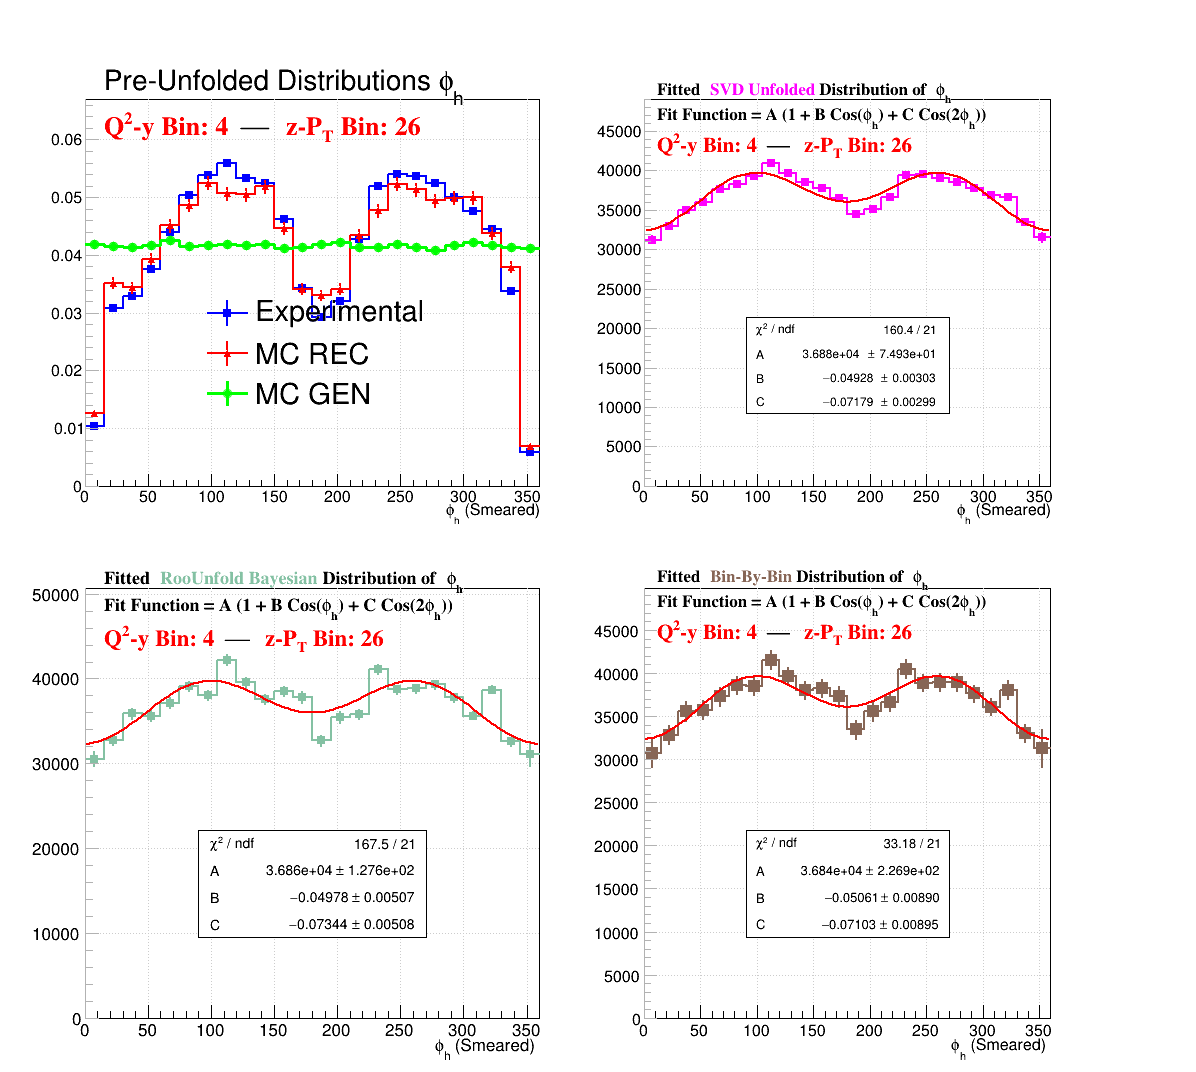 Pre-Unfolded Distributions ϕh
Q²-y Bin: 4 — z-PT Bin: 26
0.06
0.05
0.04
0.03
0.02
0.01
0
Experimental
MC REC
MC GEN
0 50 100 150 200 250 300 350
ϕh (Smeared)
Fitted SVD Unfolded Distribution of ϕh
Fit Function = A (1 + B Cos(ϕh) + C Cos(2ϕh))
Q²-y Bin: 4 — z-PT Bin: 26
45000
40000
35000
30000
25000
20000
15000
10000
5000
0
χ² / ndf 160.4 / 21
A 3.688e+04 ± 7.493e+01
B −0.04928 ± 0.00303
C −0.07179 ± 0.00299
0 50 100 150 200 250 300 350
ϕh (Smeared)
Fitted RooUnfold Bayesian Distribution of ϕh
Fit Function = A (1 + B Cos(ϕh) + C Cos(2ϕh))
Q²-y Bin: 4 — z-PT Bin: 26
50000
40000
30000
20000
10000
0
χ² / ndf 167.5 / 21
A 3.686e+04 ± 1.276e+02
B −0.04978 ± 0.00507
C −0.07344 ± 0.00508
0 50 100 150 200 250 300 350
ϕh (Smeared)
Fitted Bin-By-Bin Distribution of ϕh
Fit Function = A (1 + B Cos(ϕh) + C Cos(2ϕh))
Q²-y Bin: 4 — z-PT Bin: 26
45000
40000
35000
30000
25000
20000
15000
10000
5000
0
χ² / ndf 33.18 / 21
A 3.684e+04 ± 2.269e+02
B −0.05061 ± 0.00890
C −0.07103 ± 0.00895
0 50 100 150 200 250 300 350
ϕh (Smeared)